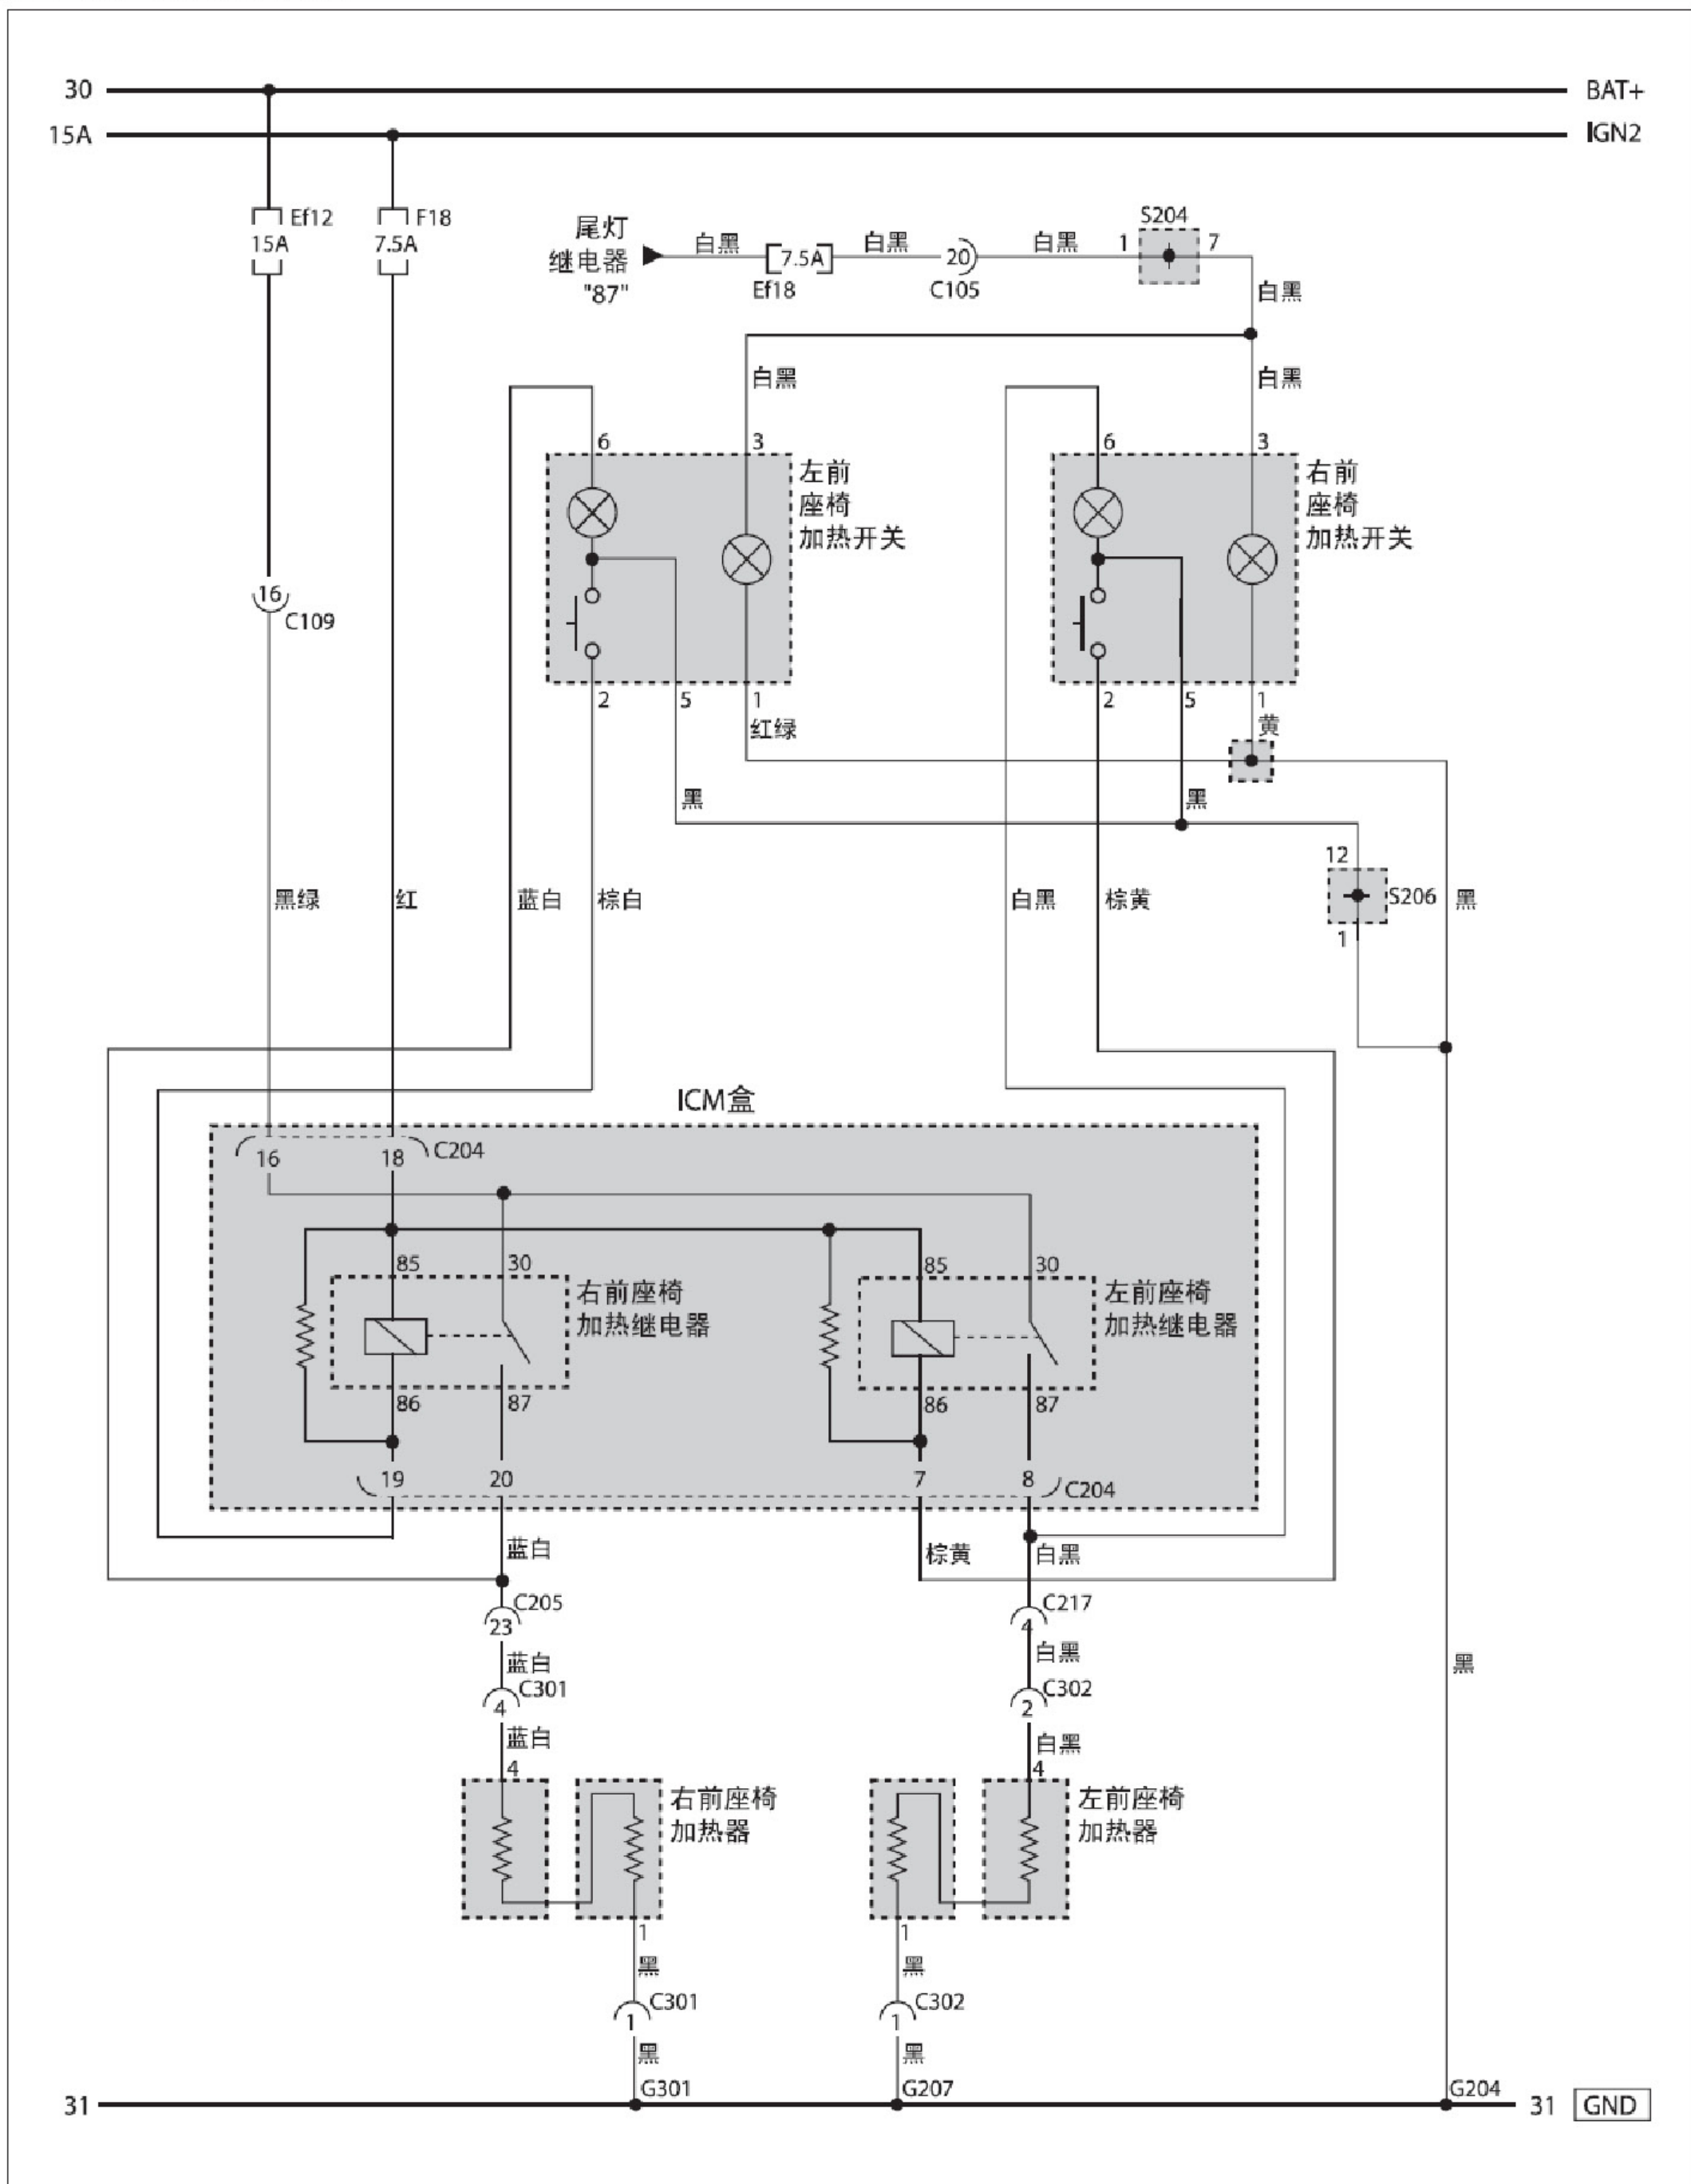 30
BAT+
15A
IGN2
Ef12
15A
F18
7.5A
尾灯
继电器
"87"
白黑
7.5A
Ef18
白黑
20
C105
白黑
S204
1
7
白黑
白黑
白黑
6
3
左前
座椅
加热开关
6
3
右前
座椅
加热开关
16
C109
2
5
1
红绿
2
5
1
黄
黑
黑
12
S206
1
黑
黑绿
红
蓝白
棕白
白黑
棕黄
ICM盒
16
18
C204
85
30
右前座椅
加热继电器
85
30
左前座椅
加热继电器
86
87
86
87
19
20
7
8
C204
蓝白
棕黄
白黑
C205
23
C217
4
蓝白
白黑
黑
C301
4
C302
2
蓝白
白黑
4
4
右前座椅
加热器
左前座椅
加热器
1
1
黑
黑
C301
1
C302
1
黑
黑
G301
G207
G204
31
31
GND